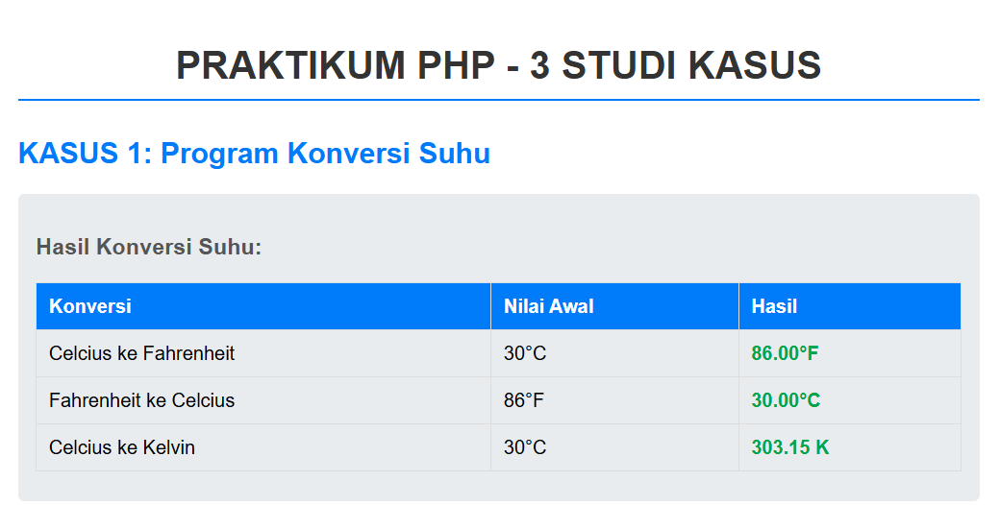 PRAKTIKUM PHP - 3 STUDI KASUS
KASUS 1: Program Konversi Suhu
Hasil Konversi Suhu:
Konversi Nilai Awal Hasil
Celcius ke Fahrenheit 30°C 86.00°F
Fahrenheit ke Celcius 86°F 30.00°C
Celcius ke Kelvin 30°C 303.15 K